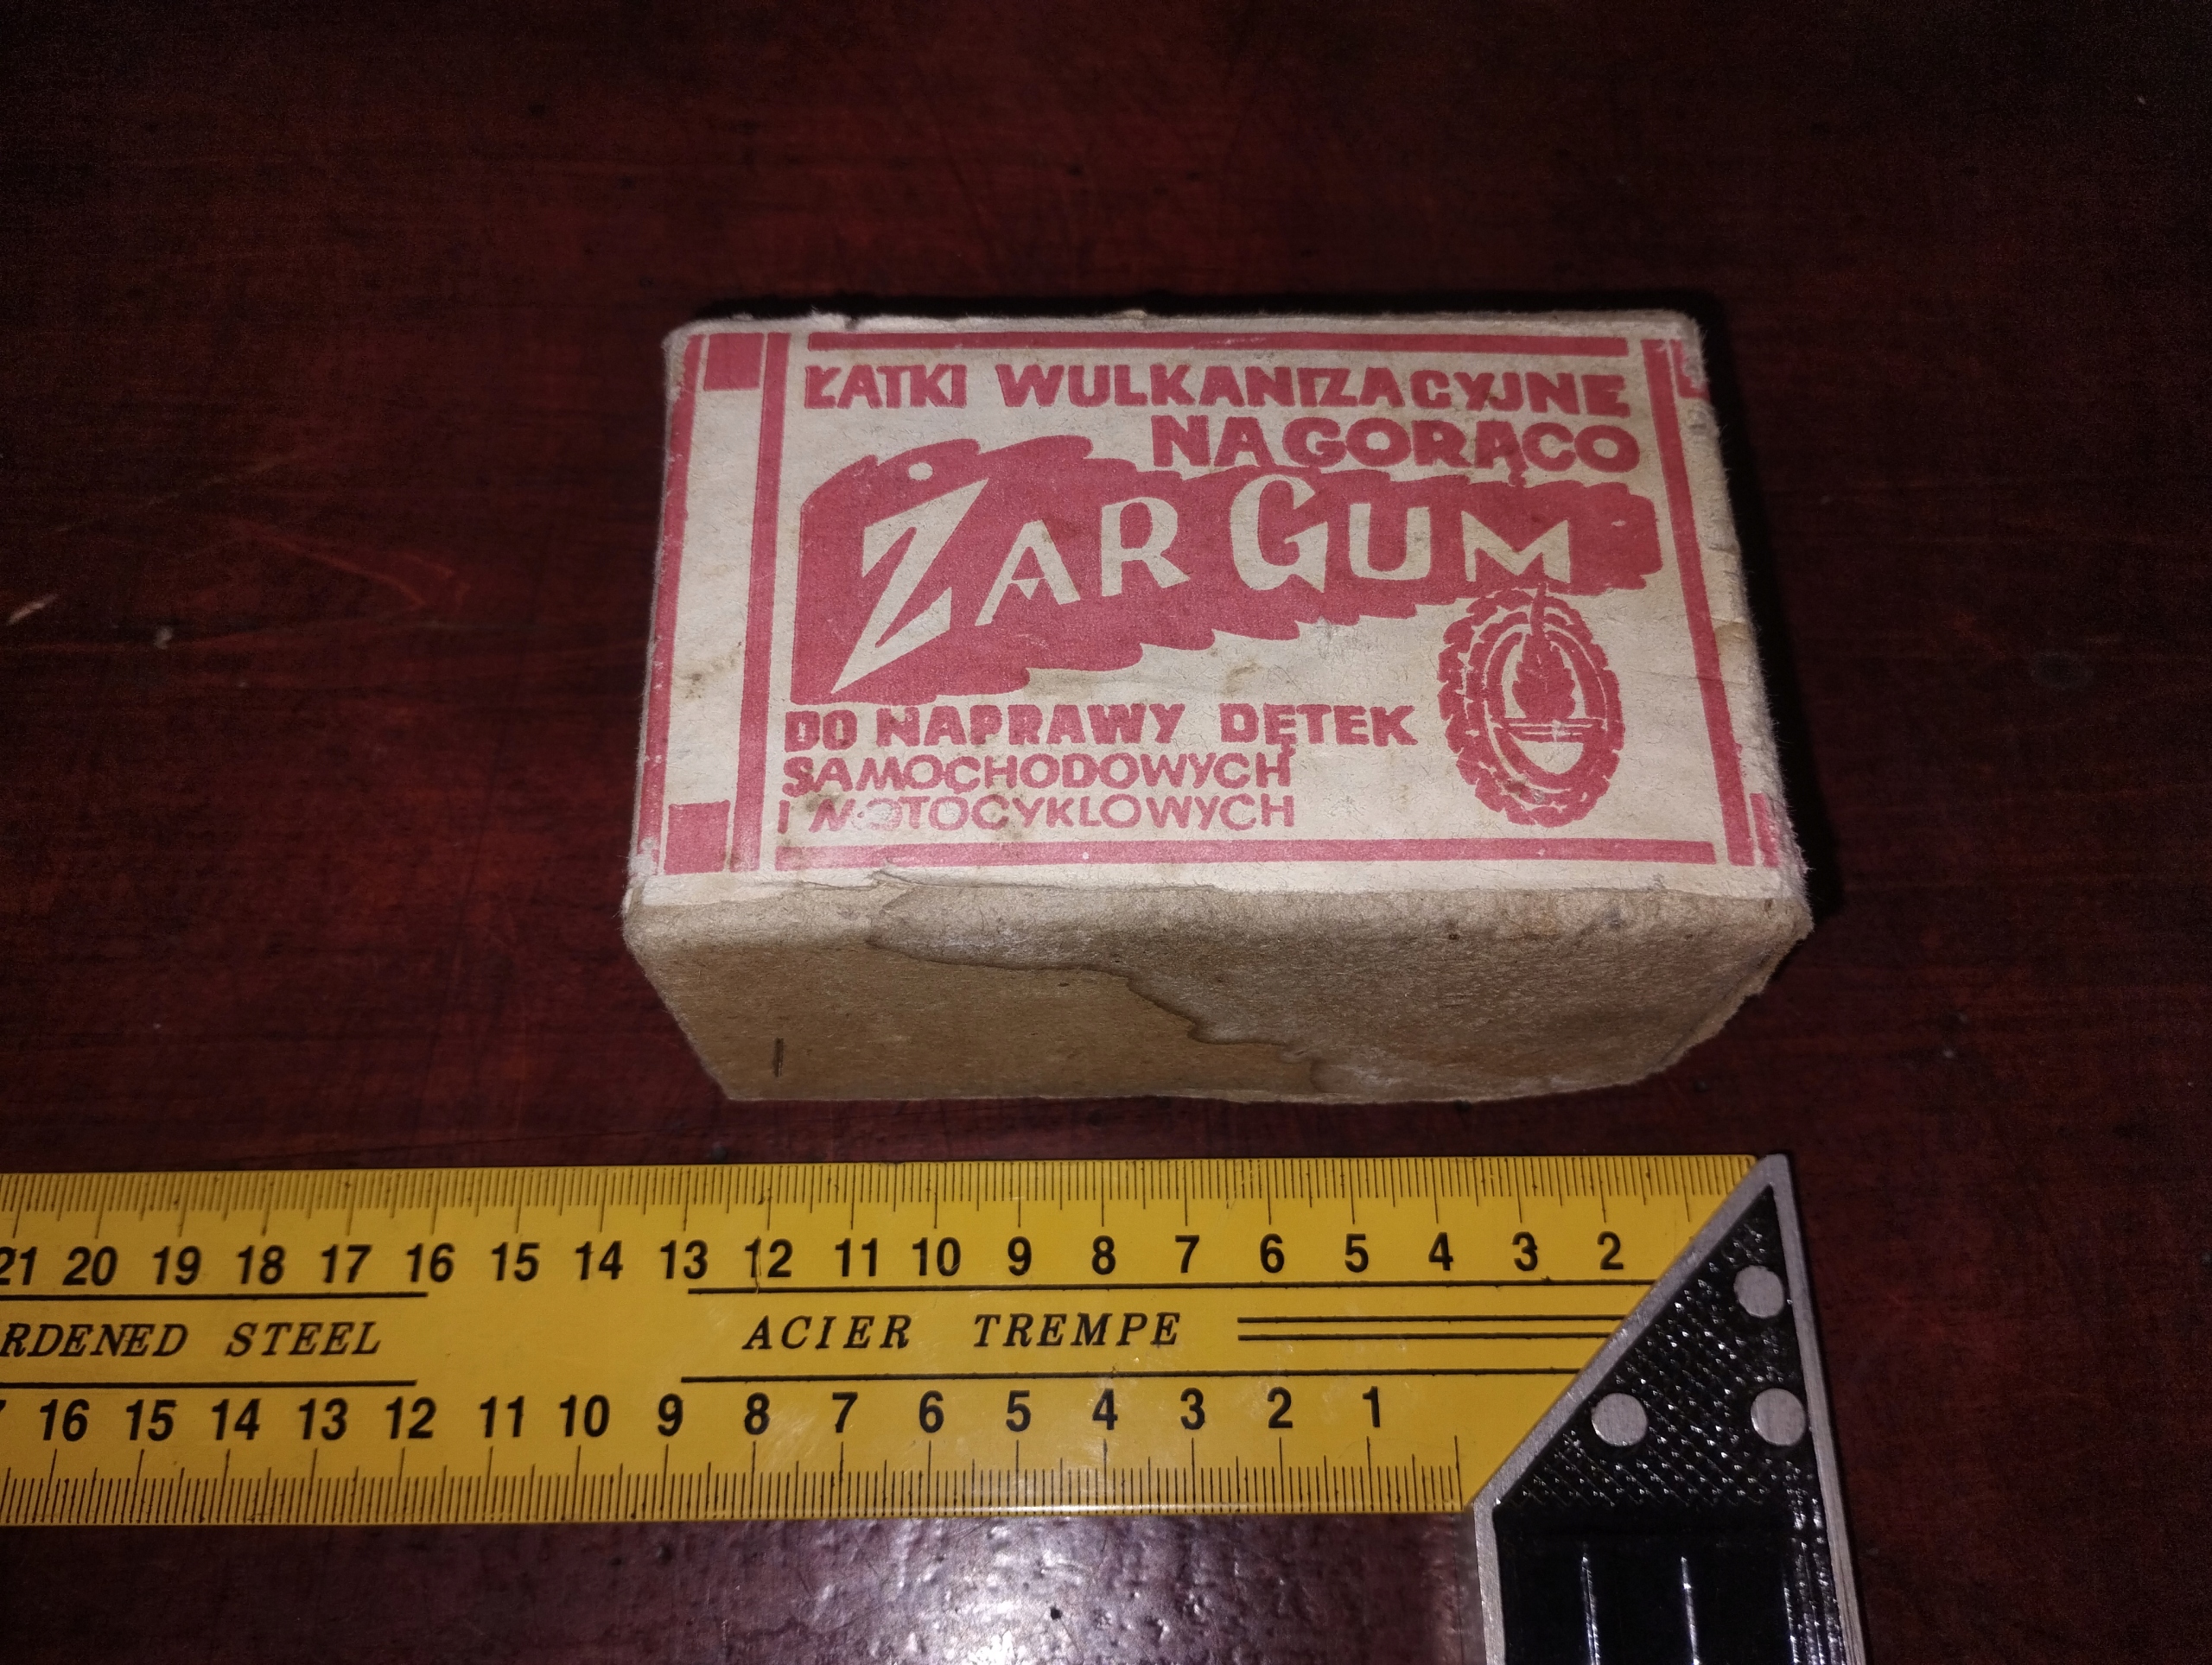 ŁATKI WULKANIZACYJNE
NA GORĄCO
ŻAR GUM
DO NAPRAWY DĘTEK
SAMOCHODOWYCH
I MOTOCYKLOWYCH
21 20 19 18 17 16 15 14 13 12 11 10 9 8 7 6 5 4 3 2
RDENED STEEL ACIER TREMPE
16 15 14 13 12 11 10 9 8 7 6 5 4 3 2 1